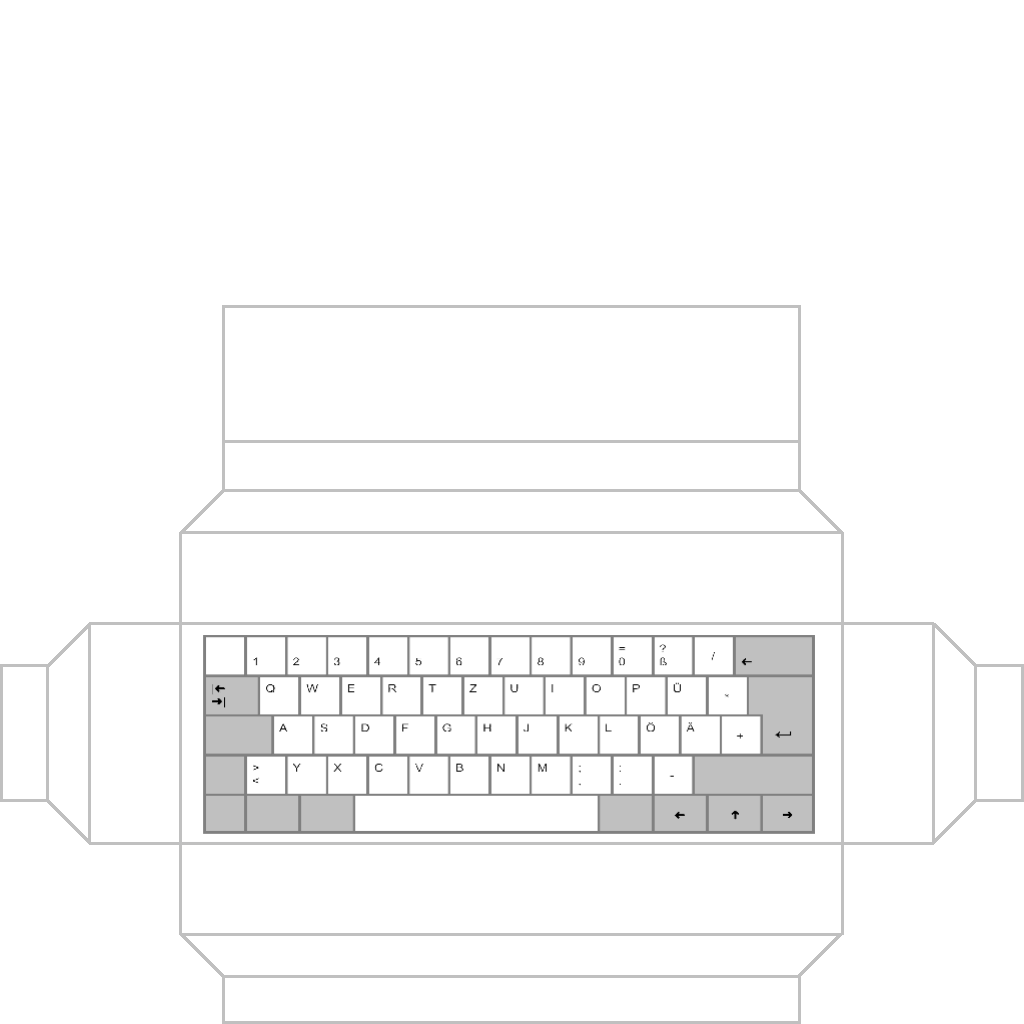 = ?
1 2 3 4 5 6 7 8 9 0 ß / ←
|← →| Q W E R T Z U I O P Ü
A S D F G H J K L Ö Ä + ↵
> < Y X C V B N M ; . : . -
← ↑ →